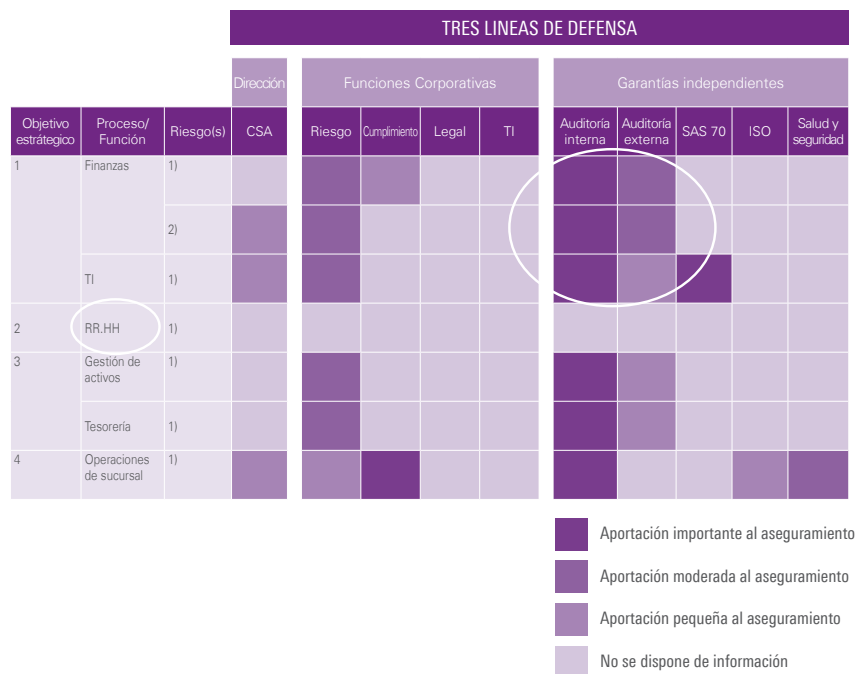 TRES LINEAS DE DEFENSA
Dirección
Funciones Corporativas
Garantías independientes
Objetivo
estrátegico
Proceso/
Función
Riesgo(s)
CSA
Riesgo
Cumplimiento
Legal
TI
Auditoría
interna
Auditoría
externa
SAS 70
ISO
Salud y
seguridad
1
Finanzas
1)
2)
TI
1)
2
RR.HH
1)
3
Gestión de
activos
1)
Tesorería
1)
4
Operaciones
de sucursal
1)
Aportación importante al aseguramiento
Aportación moderada al aseguramiento
Aportación pequeña al aseguramiento
No se dispone de información